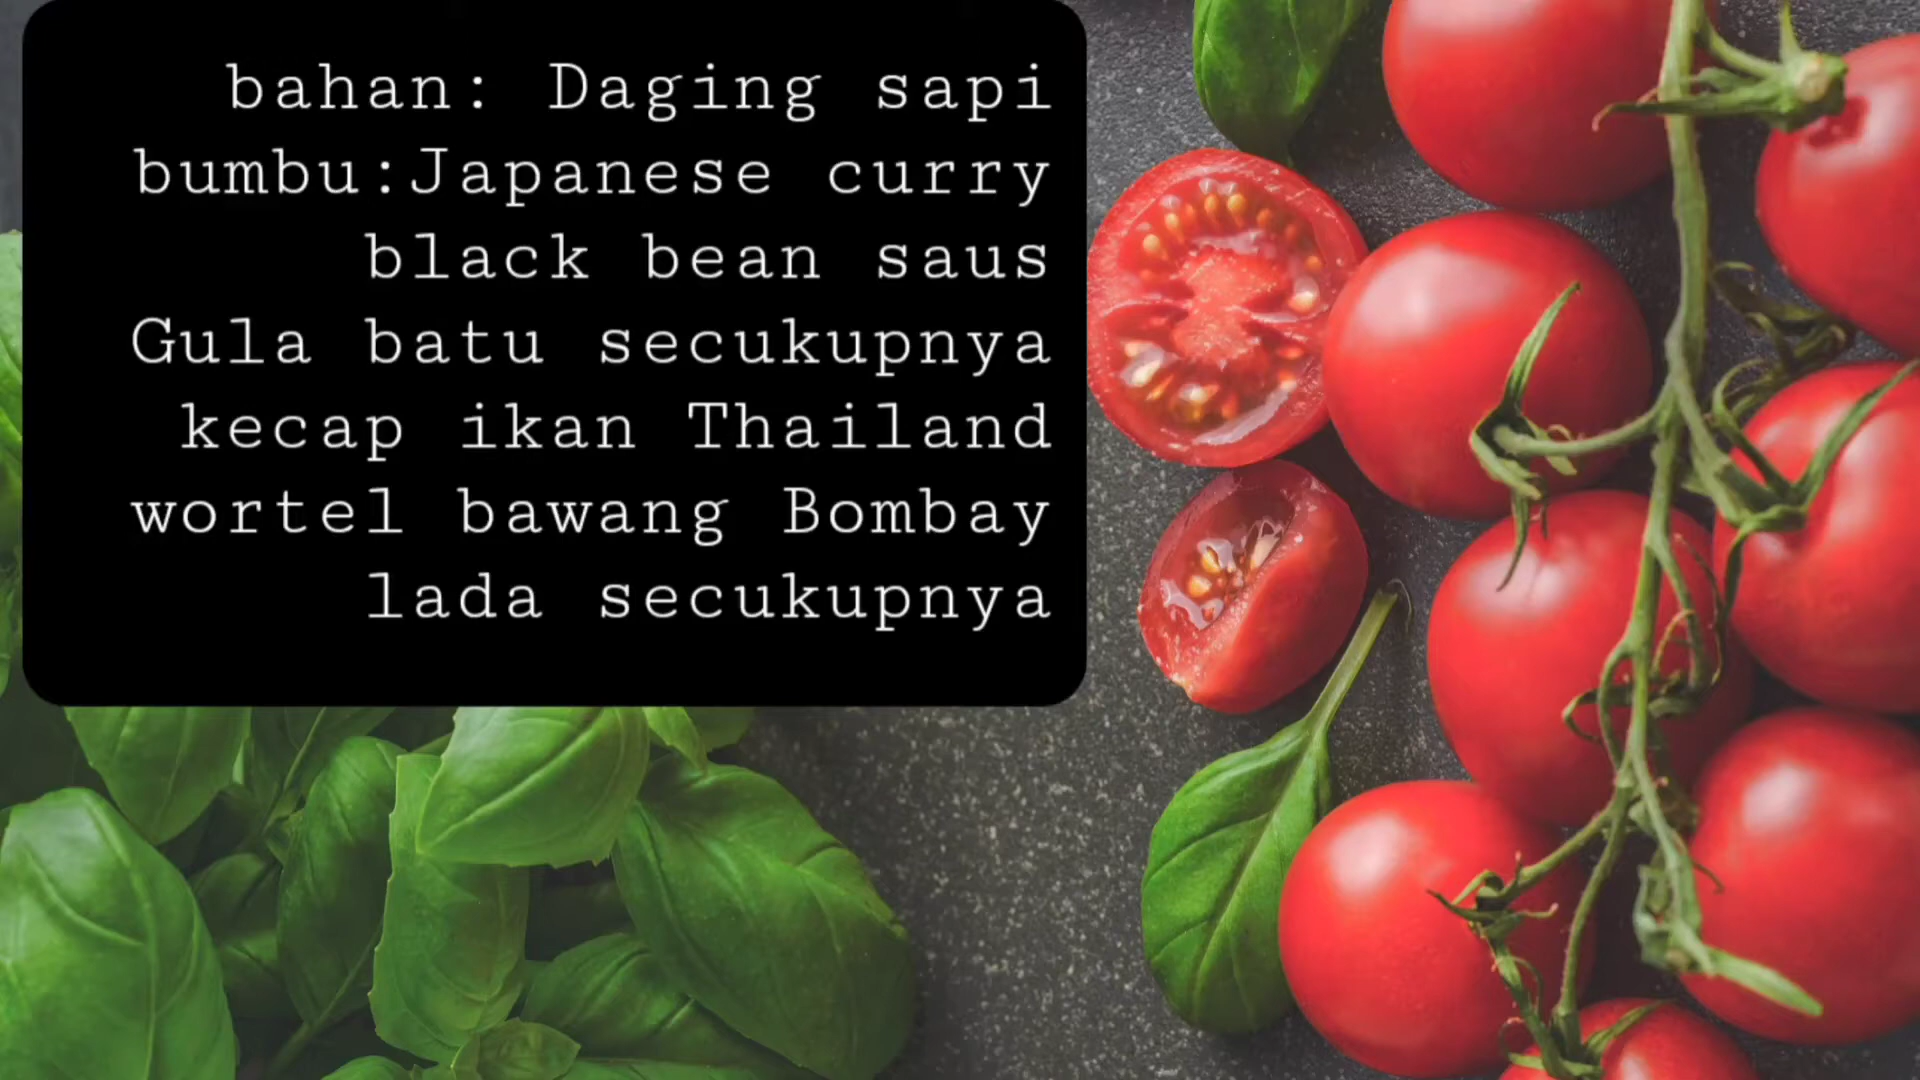 bahan: Daging sapi
bumbu:Japanese curry
black bean saus
Gula batu secukupnya
kecap ikan Thailand
wortel bawang Bombay
lada secukupnya